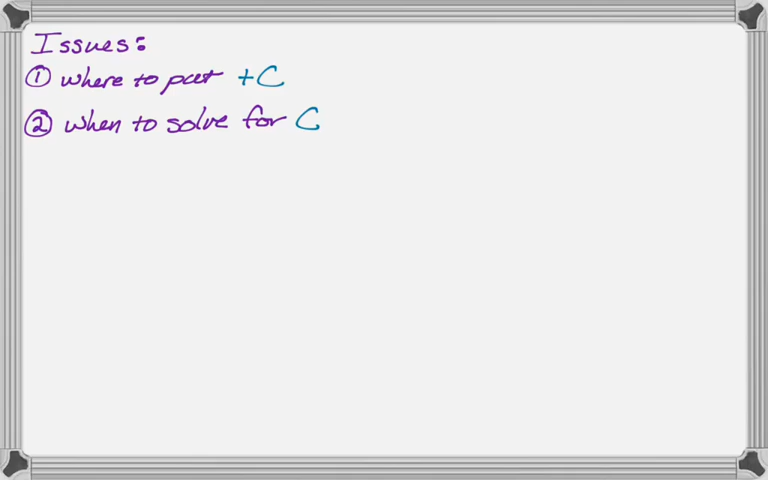 Issues:
① where to put +C
② when to solve for C